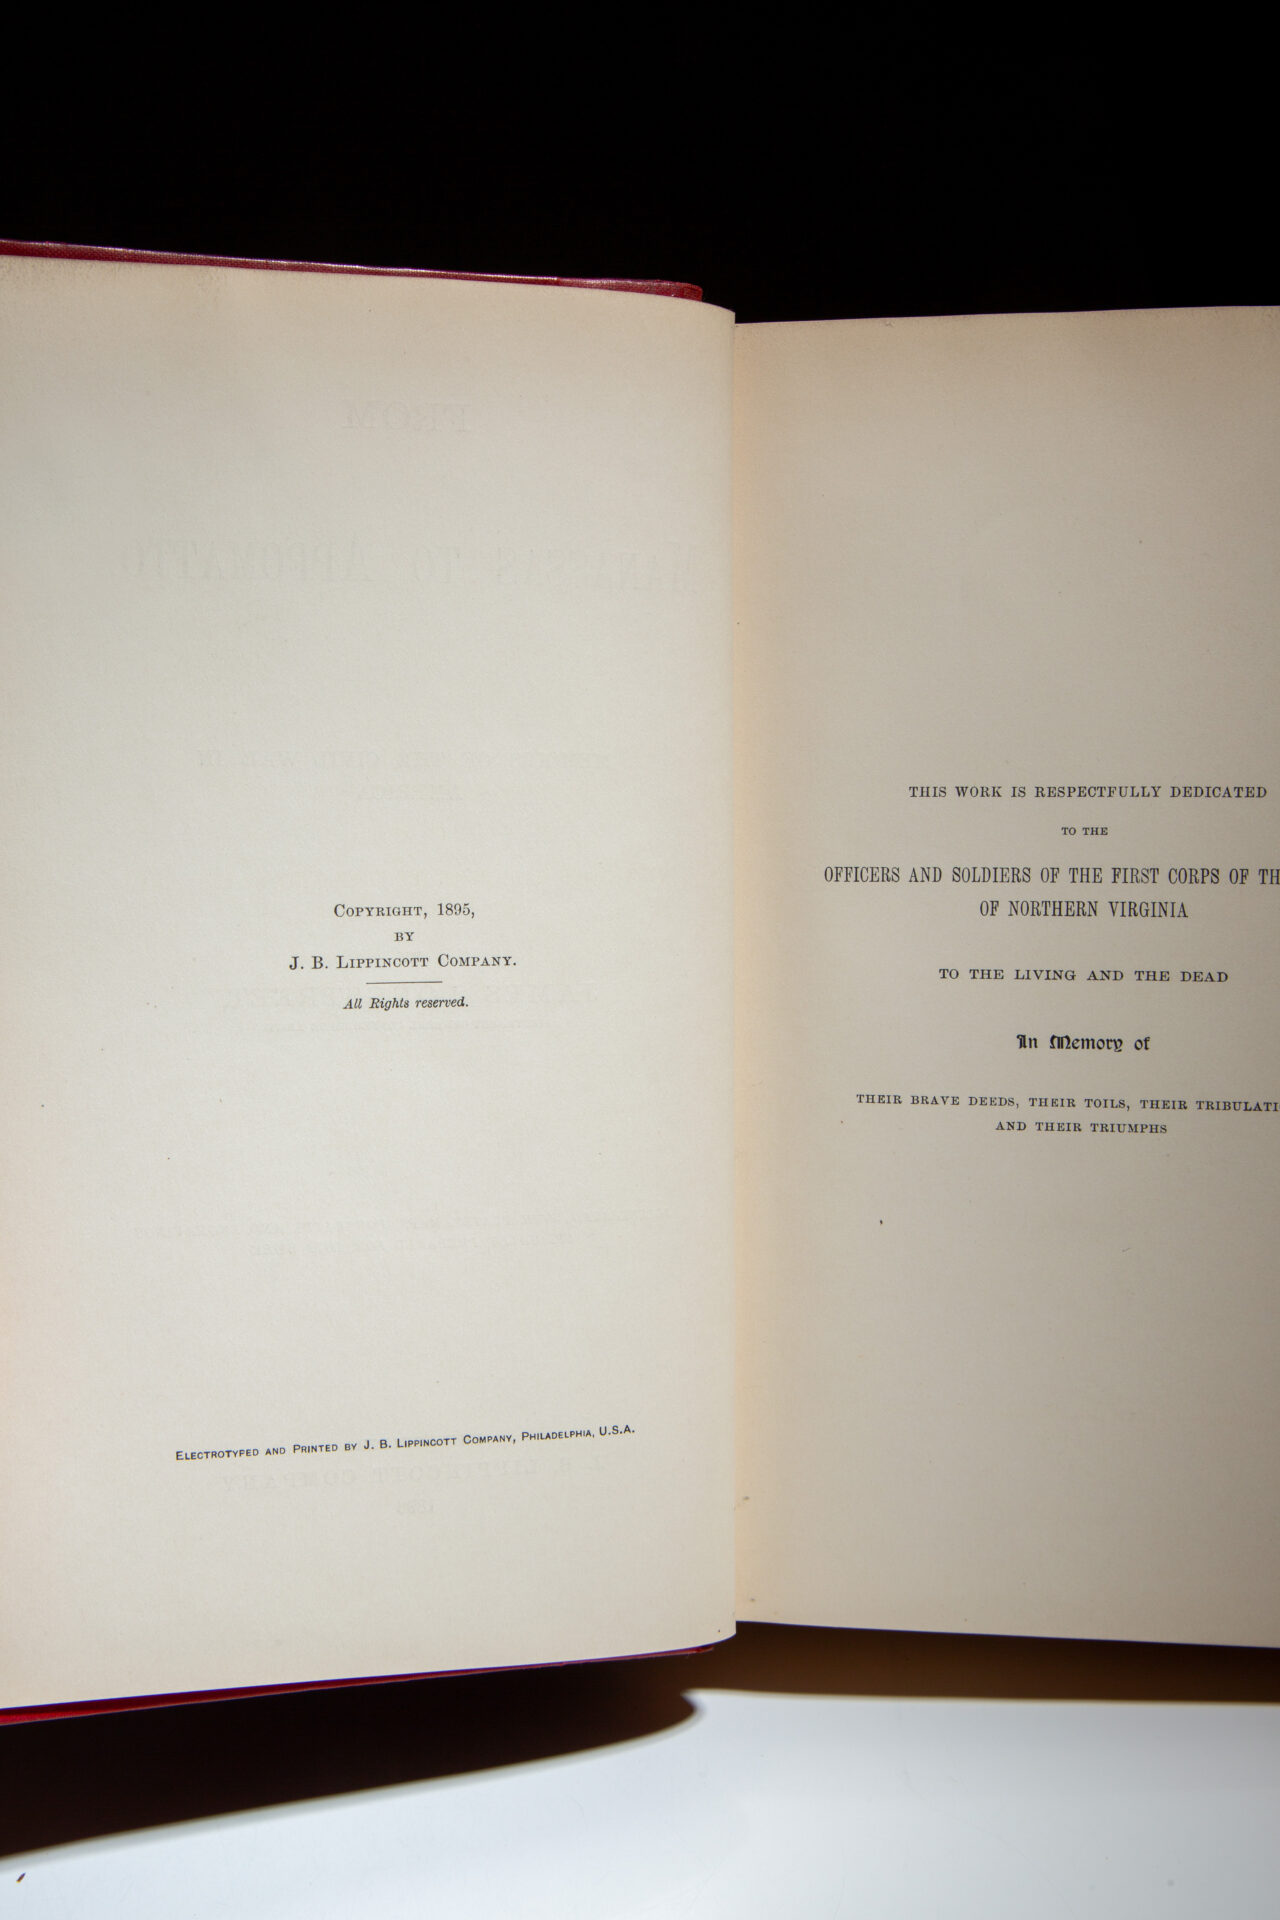 Copyright, 1895,
BY
J. B. Lippincott Company.
All Rights reserved.
Electrotyped and Printed by J. B. Lippincott Company, Philadelphia, U.S.A.
THIS WORK IS RESPECTFULLY DEDICATED
TO THE
OFFICERS AND SOLDIERS OF THE FIRST CORPS OF
OF NORTHERN VIRGINIA
TO THE LIVING AND THE DEAD
In Memory of
THEIR BRAVE DEEDS, THEIR TOILS, THEIR
AND THEIR TRIUMPHS